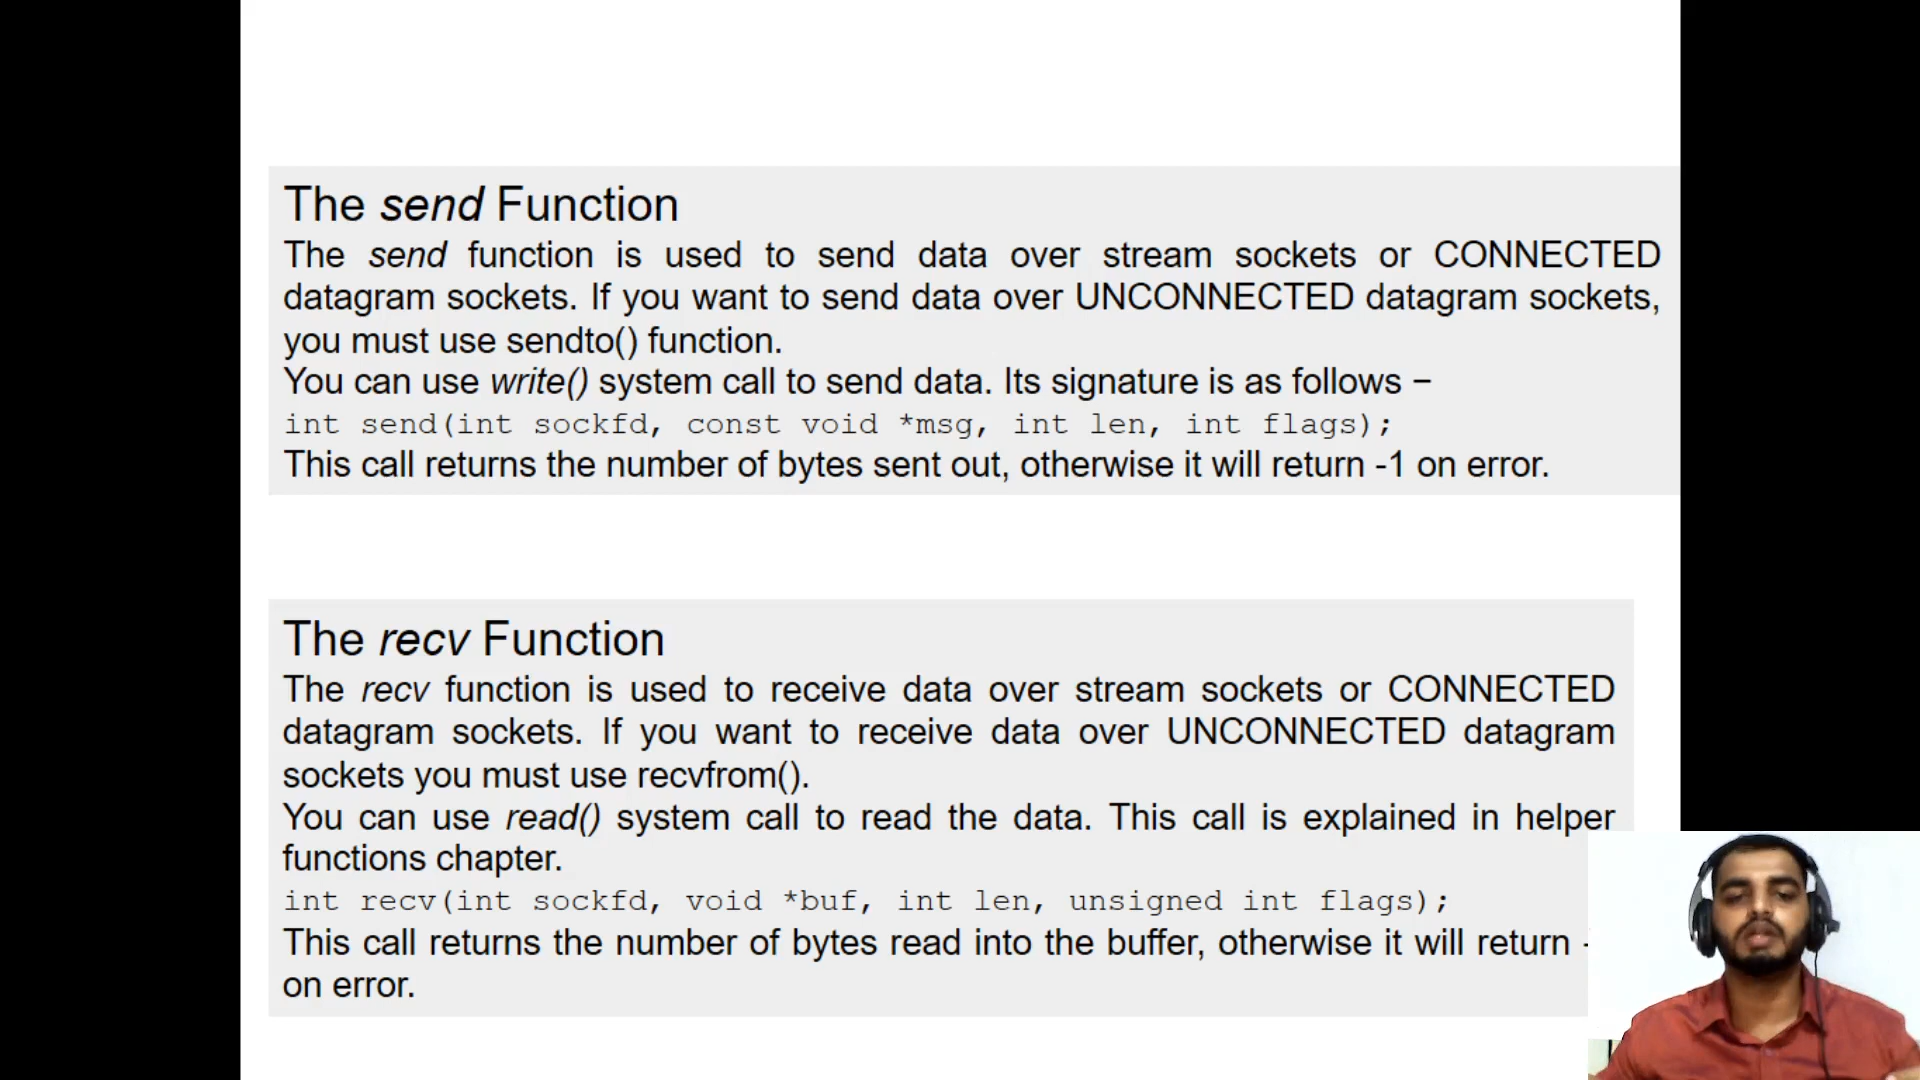 The send Function
The send function is used to send data over stream sockets or CONNECTED
datagram sockets. If you want to send data over UNCONNECTED datagram sockets,
you must use sendto() function.
You can use write() system call to send data. Its signature is as follows −
int send(int sockfd, const void *msg, int len, int flags);
This call returns the number of bytes sent out, otherwise it will return -1 on error.
The recv Function
The recv function is used to receive data over stream sockets or CONNECTED
datagram sockets. If you want to receive data over UNCONNECTED datagram
sockets you must use recvfrom().
You can use read() system call to read the data. This call is explained in helper
functions chapter.
int recv(int sockfd, void *buf, int len, unsigned int flags);
This call returns the number of bytes read into the buffer, otherwise it will return
on error.